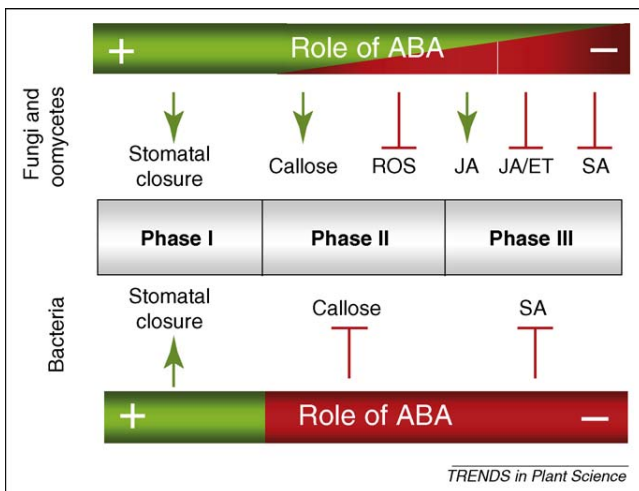 + Role of ABA −
Fungi and
oomycetes
Stomatal
closure
Callose ROS JA JA/ET SA
Phase I Phase II Phase III
Bacteria
Stomatal
closure
Callose SA
+ Role of ABA −
TRENDS in Plant Science